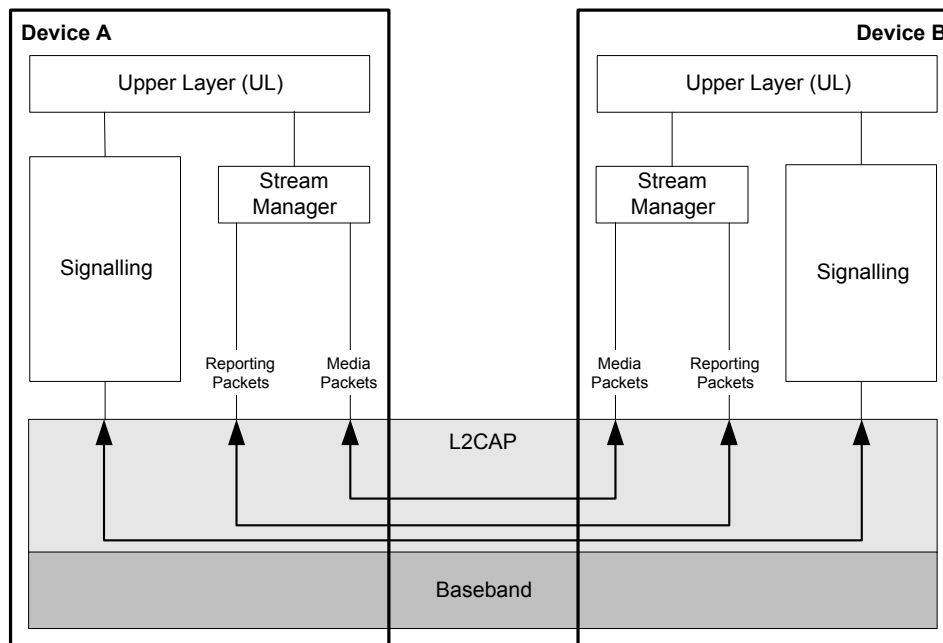 Device A
Device B
Upper Layer (UL)
Upper Layer (UL)
Signalling
Stream
Manager
Stream
Manager
Signalling
Reporting
Packets
Media
Packets
Media
Packets
Reporting
Packets
L2CAP
Baseband